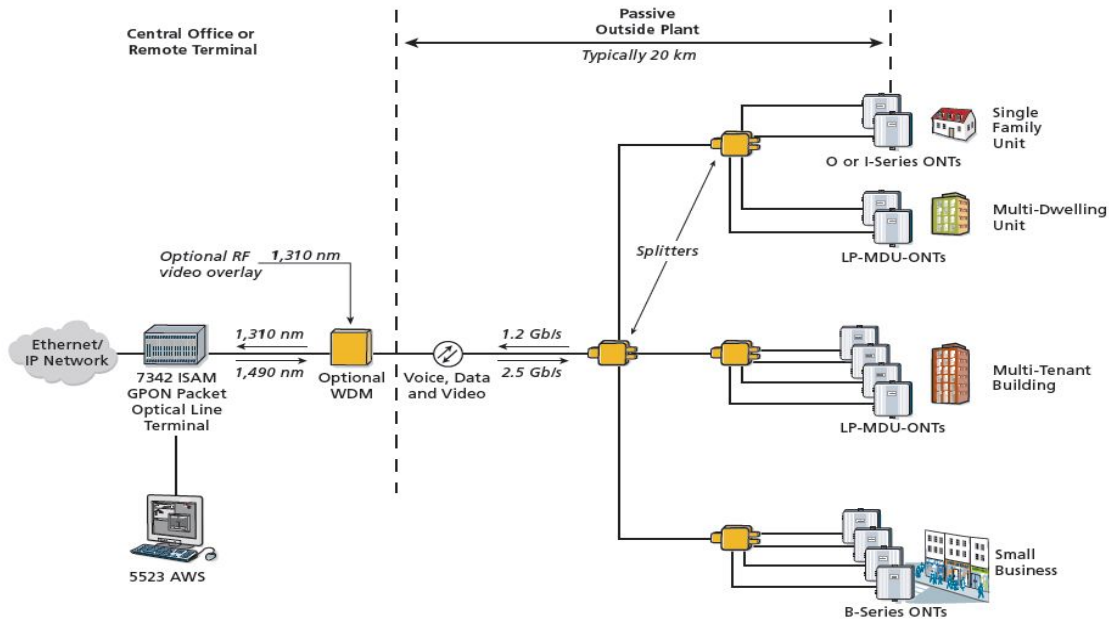 Central Office or
Remote Terminal
Passive
Outside Plant
Typically 20 km
Single
Family
Unit
O or I-Series ONTs
Multi-Dwelling
Unit
LP-MDU-ONTs
Splitters
Optional RF
video overlay
1,310 nm
Ethernet/
IP Network
1,310 nm
1,490 nm
7342 ISAM
GPON Packet
Optical Line
Terminal
Optional
WDM
Voice, Data
and Video
1.2 Gb/s
2.5 Gb/s
Multi-Tenant
Building
LP-MDU-ONTs
5523 AWS
Small
Business
B-Series ONTs